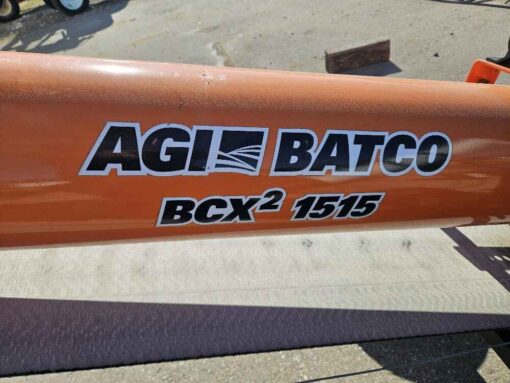 AGI BATCO
BCX² 1515